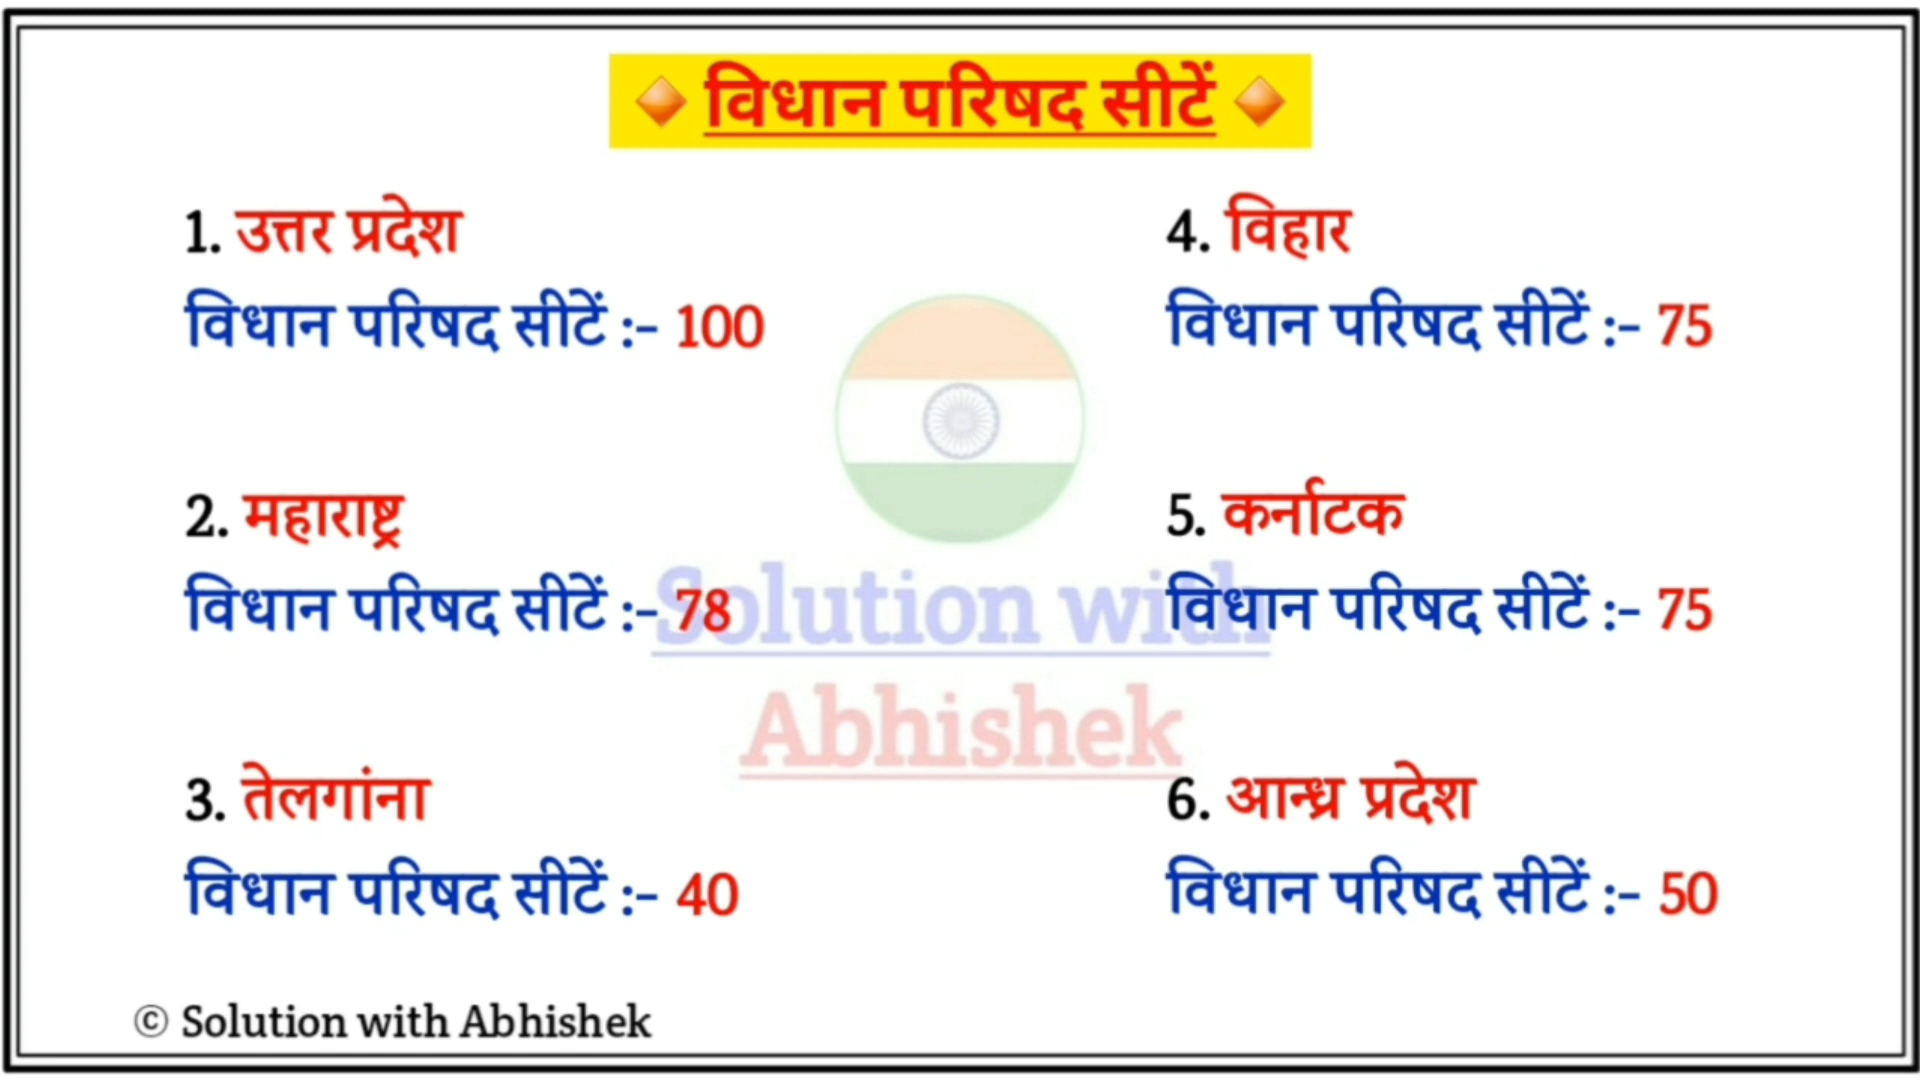 विधान परिषद सीटें
1. उत्तर प्रदेश
विधान परिषद सीटें :- 100
2. महाराष्ट्र
विधान परिषद सीटें :- 78
3. तेलगांना
विधान परिषद सीटें :- 40
4. विहार
विधान परिषद सीटें :- 75
5. कर्नाटक
विधान परिषद सीटें :- 75
6. आन्ध्र प्रदेश
विधान परिषद सीटें :- 50
Solution with
Abhishek
© Solution with Abhishek